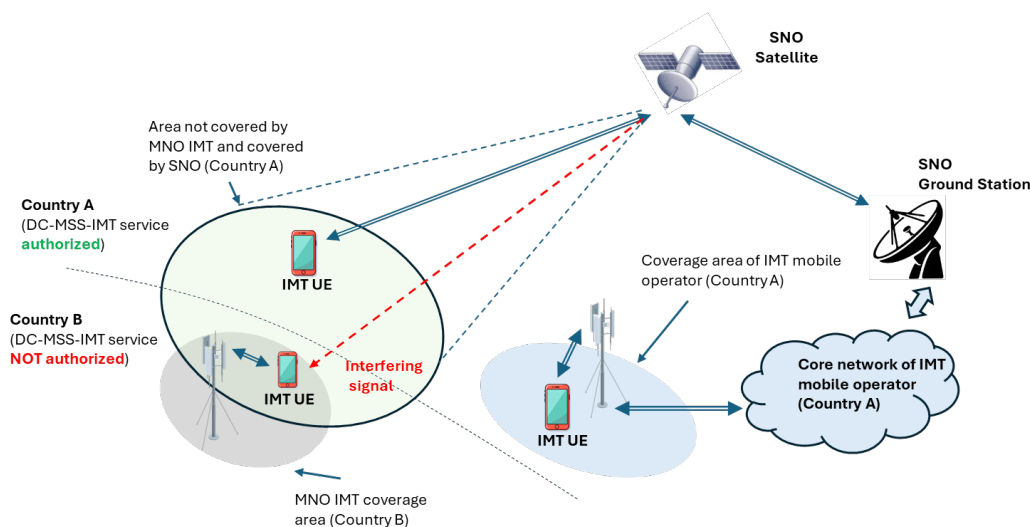 SNO
Satellite
Area not covered by
MNO IMT and covered
by SNO (Country A)
SNO
Ground Station
Country A
(DC-MSS-IMT service
authorized)
IMT UE
Coverage area of IMT mobile
operator (Country A)
Country B
(DC-MSS-IMT service
NOT authorized)
Interfering
signal
IMT UE
Core network of IMT
mobile operator
(Country A)
IMT UE
MNO IMT coverage
area (Country B)